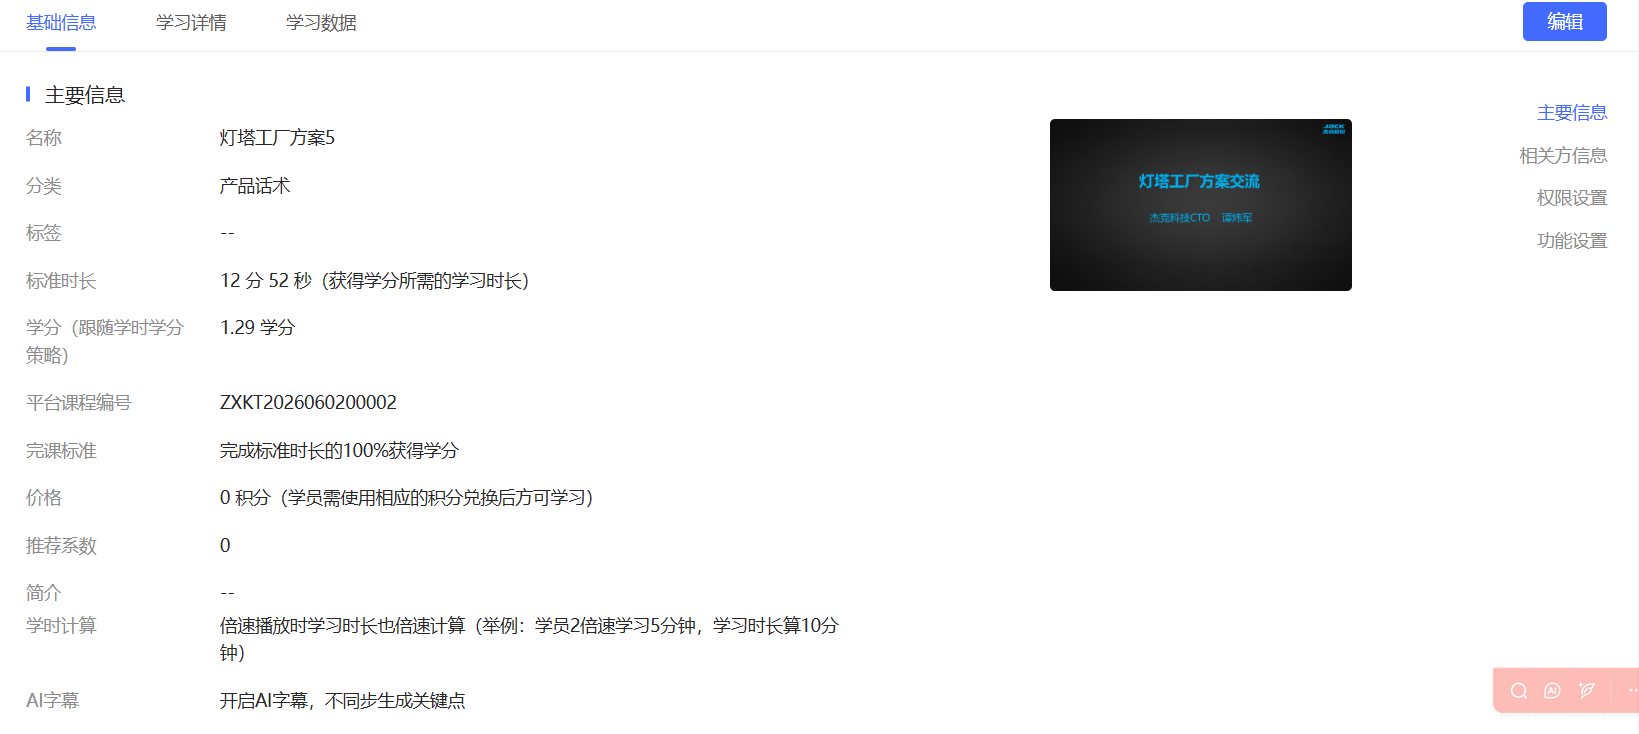 基础信息 学习详情 学习数据 编辑
主要信息
名称 灯塔工厂方案5
分类 产品话术
标签 --
标准时长 12 分 52 秒（获得学分所需的学习时长）
学分（跟随学时学分 1.29 学分
策略）
平台课程编号 ZXKT2026060200002
完课标准 完成标准时长的100%获得学分
价格 0 积分（学员需使用相应的积分兑换后方可学习）
推荐系数 0
简介 --
学时计算 倍速播放时学习时长也倍速计算（举例：学员2倍速学习5分钟，学习时长算10分
钟）
AI字幕 开启AI字幕，不同步生成关键点
JACK
杰克股份
灯塔工厂方案交流
杰克科技CTO 谭炜军
主要信息
相关方信息
权限设置
功能设置
AI